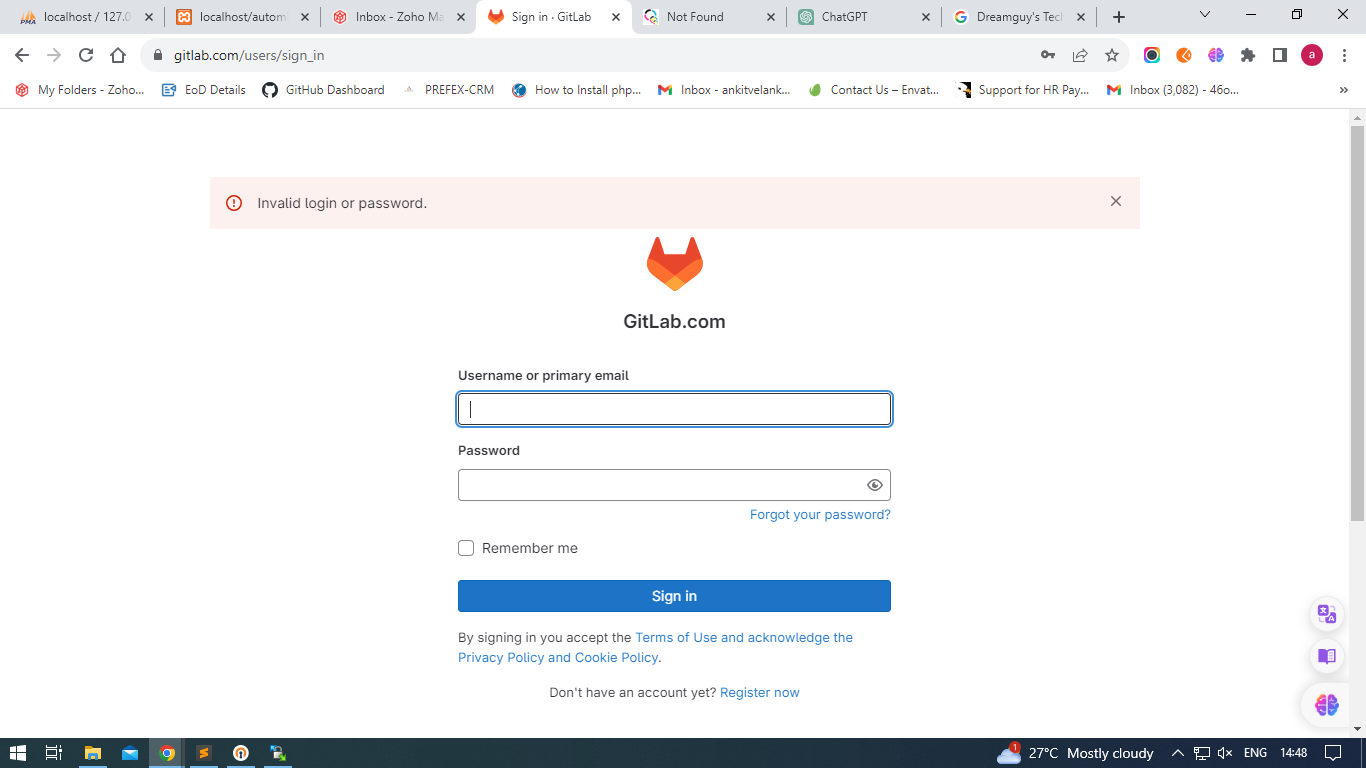 localhost / 127.0
localhost/autom
Inbox - Zoho Ma
Sign in · GitLab
Not Found
ChatGPT
Dreamguy's Tech
gitlab.com/users/sign_in
a
My Folders - Zoho...
EoD Details
GitHub Dashboard
PREFEX-CRM
How to Install php...
Inbox - ankitvelank...
Contact Us – Envat...
Support for HR Pay...
Inbox (3,082) - 46o...
Invalid login or password.
GitLab.com
Username or primary email
Password
Forgot your password?
Remember me
Sign in
By signing in you accept the Terms of Use and acknowledge the
Privacy Policy and Cookie Policy.
Don't have an account yet? Register now
1
27°C Mostly cloudy
ENG
14:48